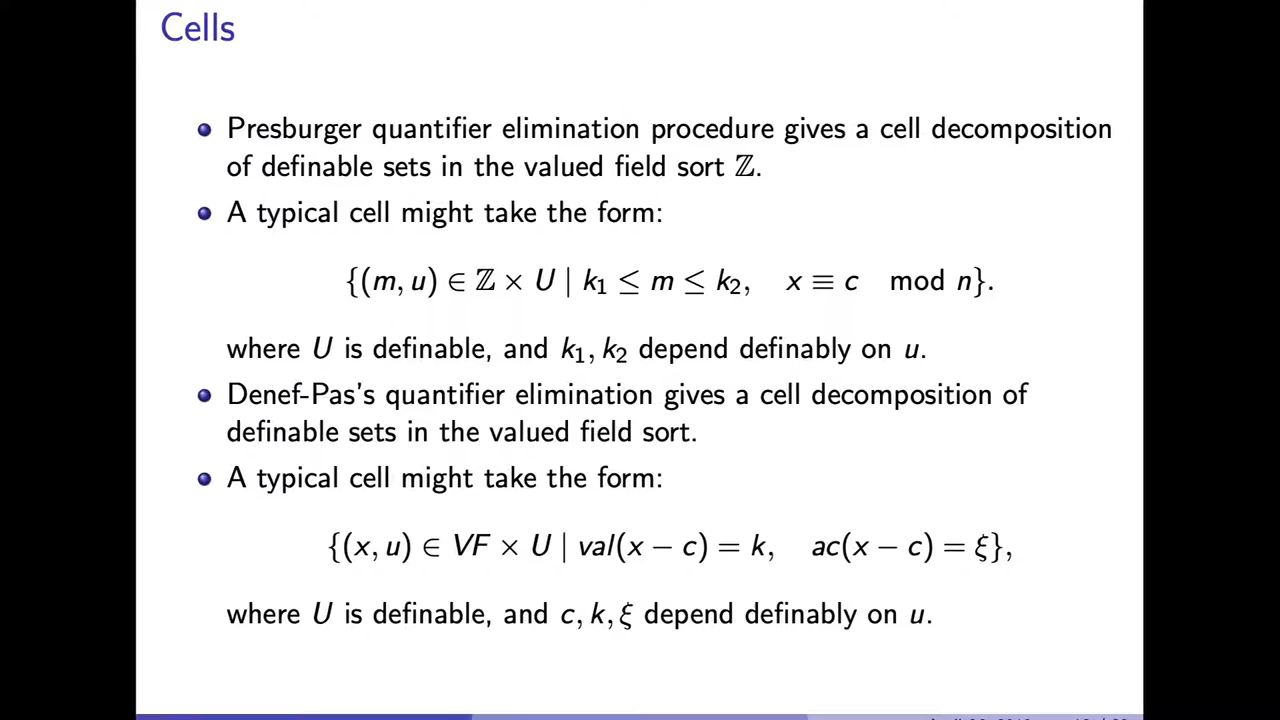 Cells
Presburger quantifier elimination procedure gives a cell decomposition
of definable sets in the valued field sort ℤ.
A typical cell might take the form:
{(m, u) ∈ ℤ × U | k₁ ≤ m ≤ k₂, x ≡ c mod n}.
where U is definable, and k₁, k₂ depend definably on u.
Denef-Pas's quantifier elimination gives a cell decomposition of
definable sets in the valued field sort.
A typical cell might take the form:
{(x, u) ∈ VF × U | val(x − c) = k, ac(x − c) = ξ},
where U is definable, and c, k, ξ depend definably on u.